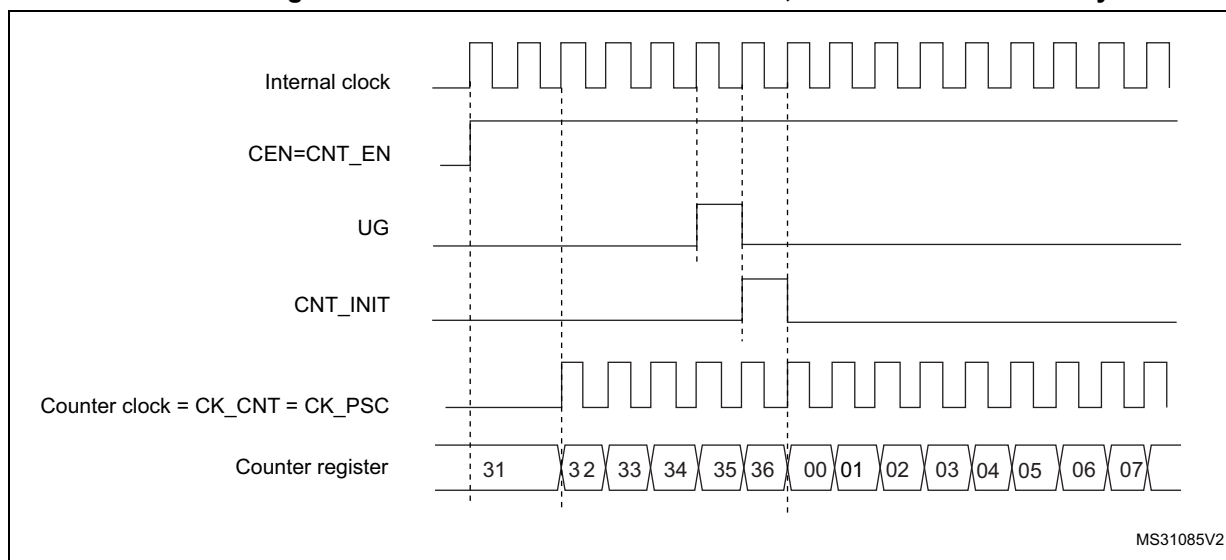 Internal clock
CEN=CNT_EN
UG
CNT_INIT
Counter clock = CK_CNT = CK_PSC
Counter register 31 32 33 34 35 36 00 01 02 03 04 05 06 07
MS31085V2